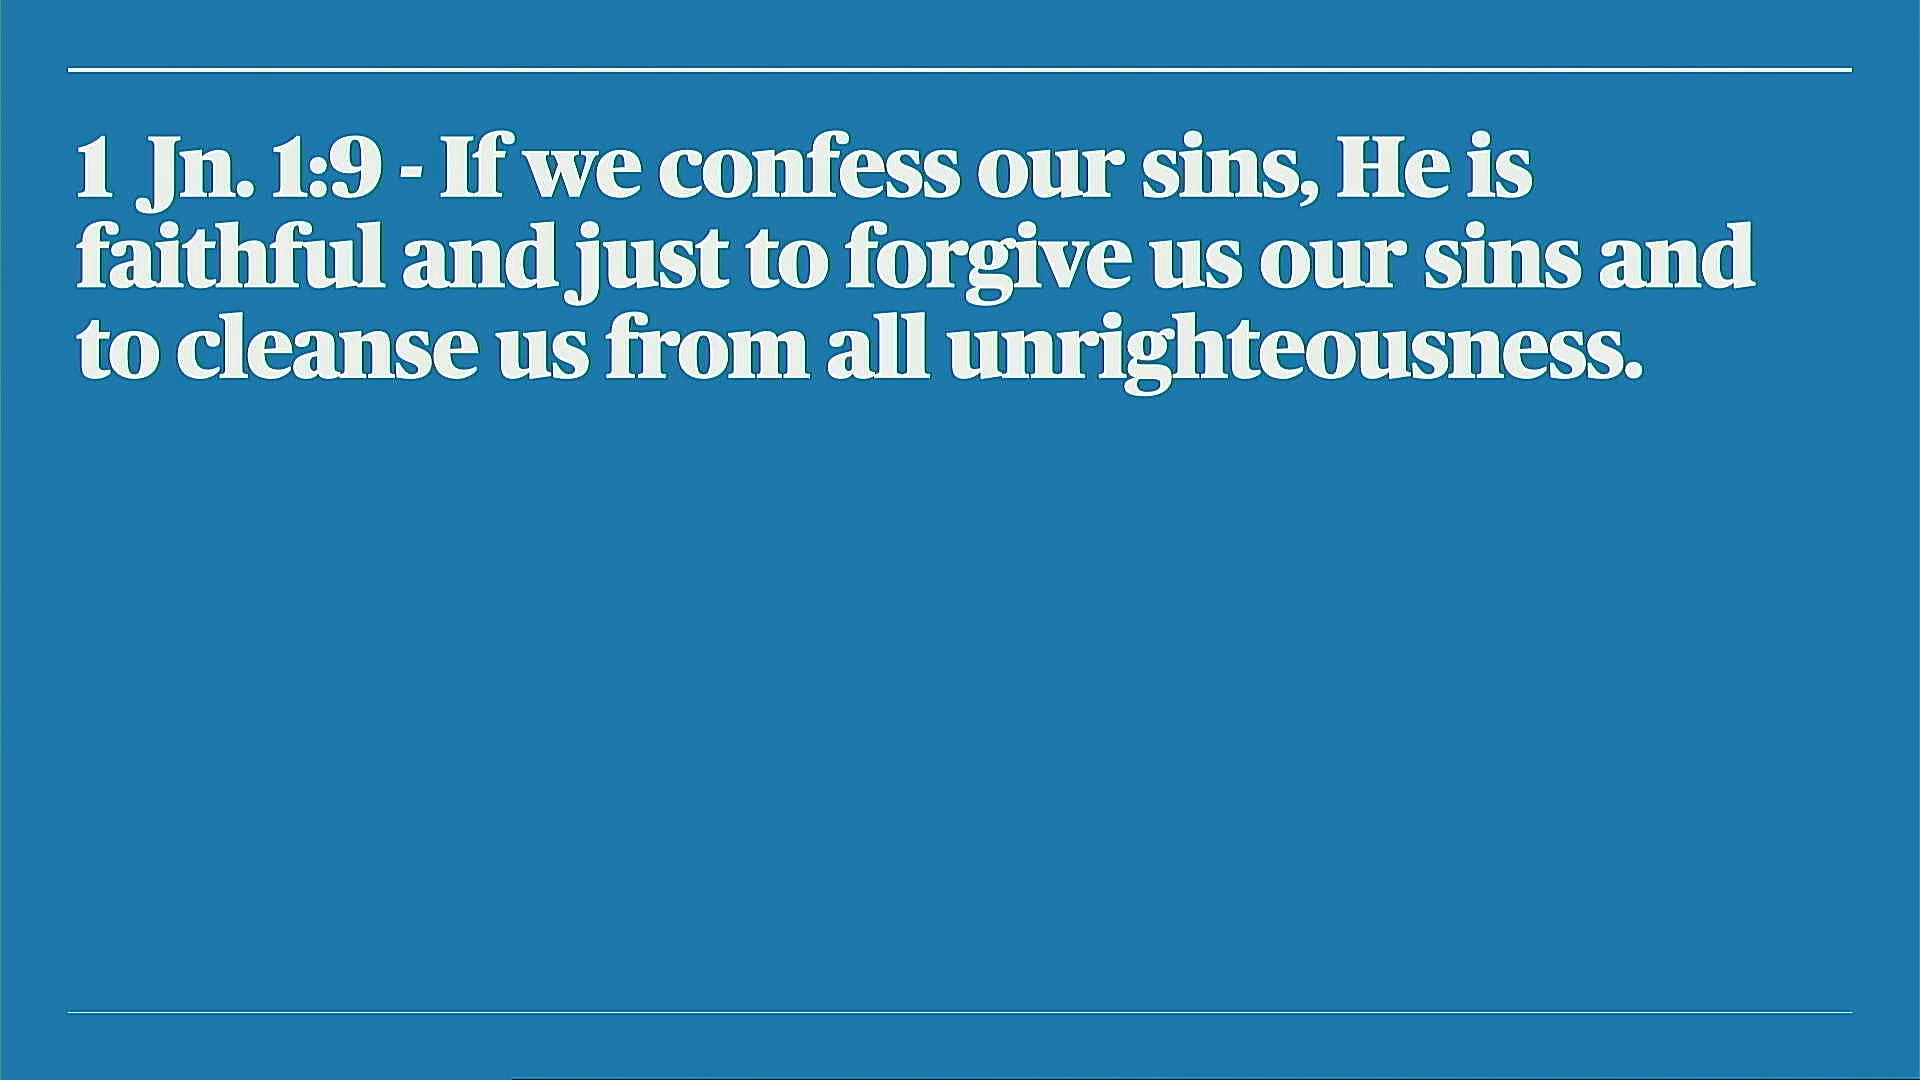 1 Jn. 1:9 - If we confess our sins, He is
faithful and just to forgive us our sins and
to cleanse us from all unrighteousness.